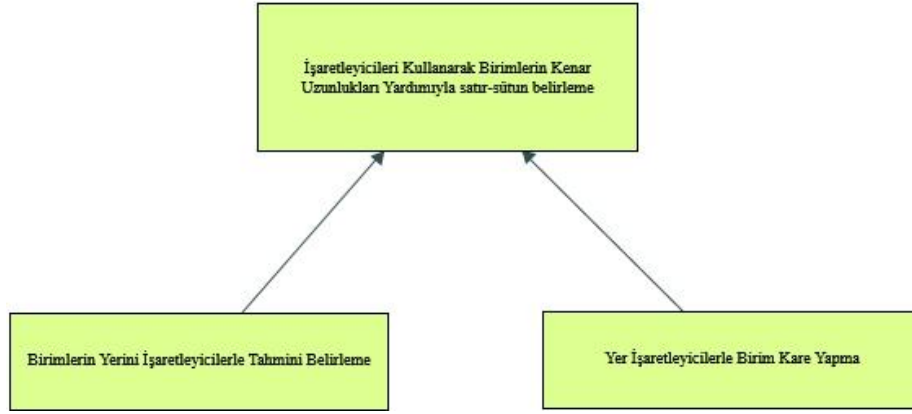 İşaretleyicileri Kullanarak Birimlerin Kenar
Uzunlukları Yardımıyla satır-sütun belirleme
Birimlerin Yerini İşaretleyicilerle Tahmini Belirleme
Yer İşaretleyicilerle Birim Kare Yapma